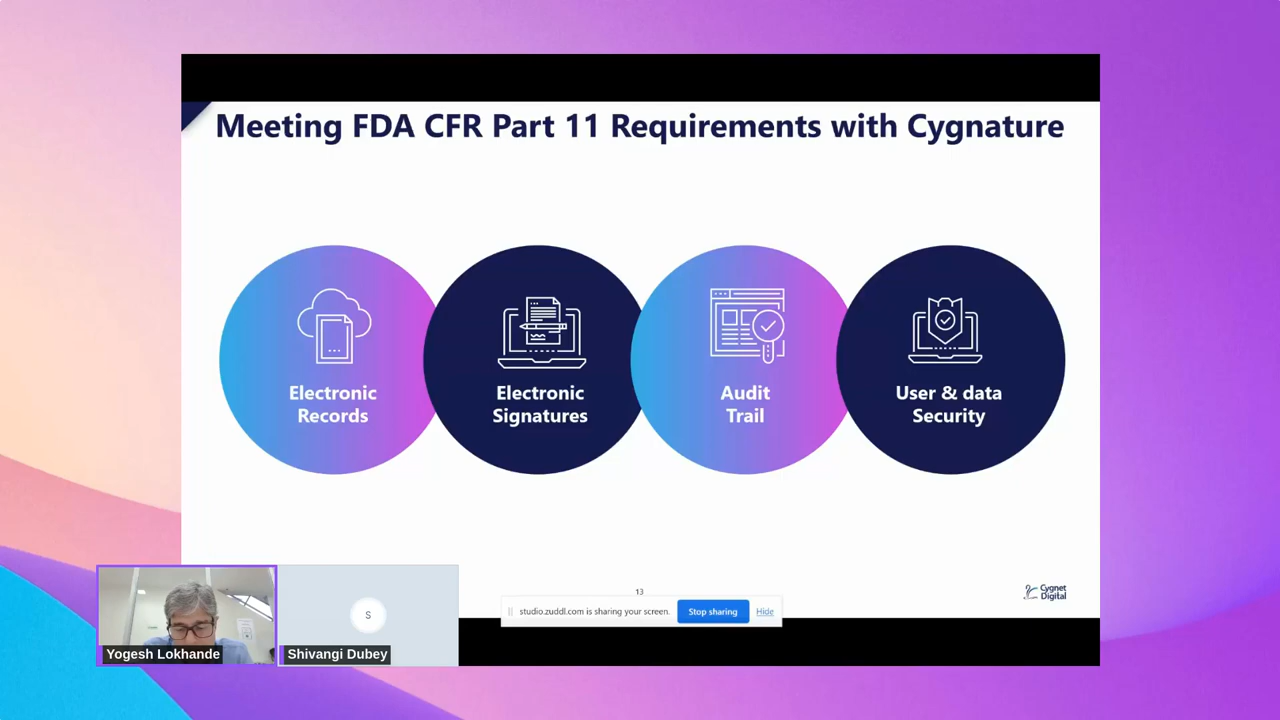 Meeting FDA CFR Part 11 Requirements with Cygnature
Electronic
Records
Electronic
Signatures
Audit
Trail
User & data
Security
13
Cygnet
Digital
studio.zuddl.com is sharing your screen.
Stop sharing
Hide
S
Yogesh Lokhande
Shivangi Dubey